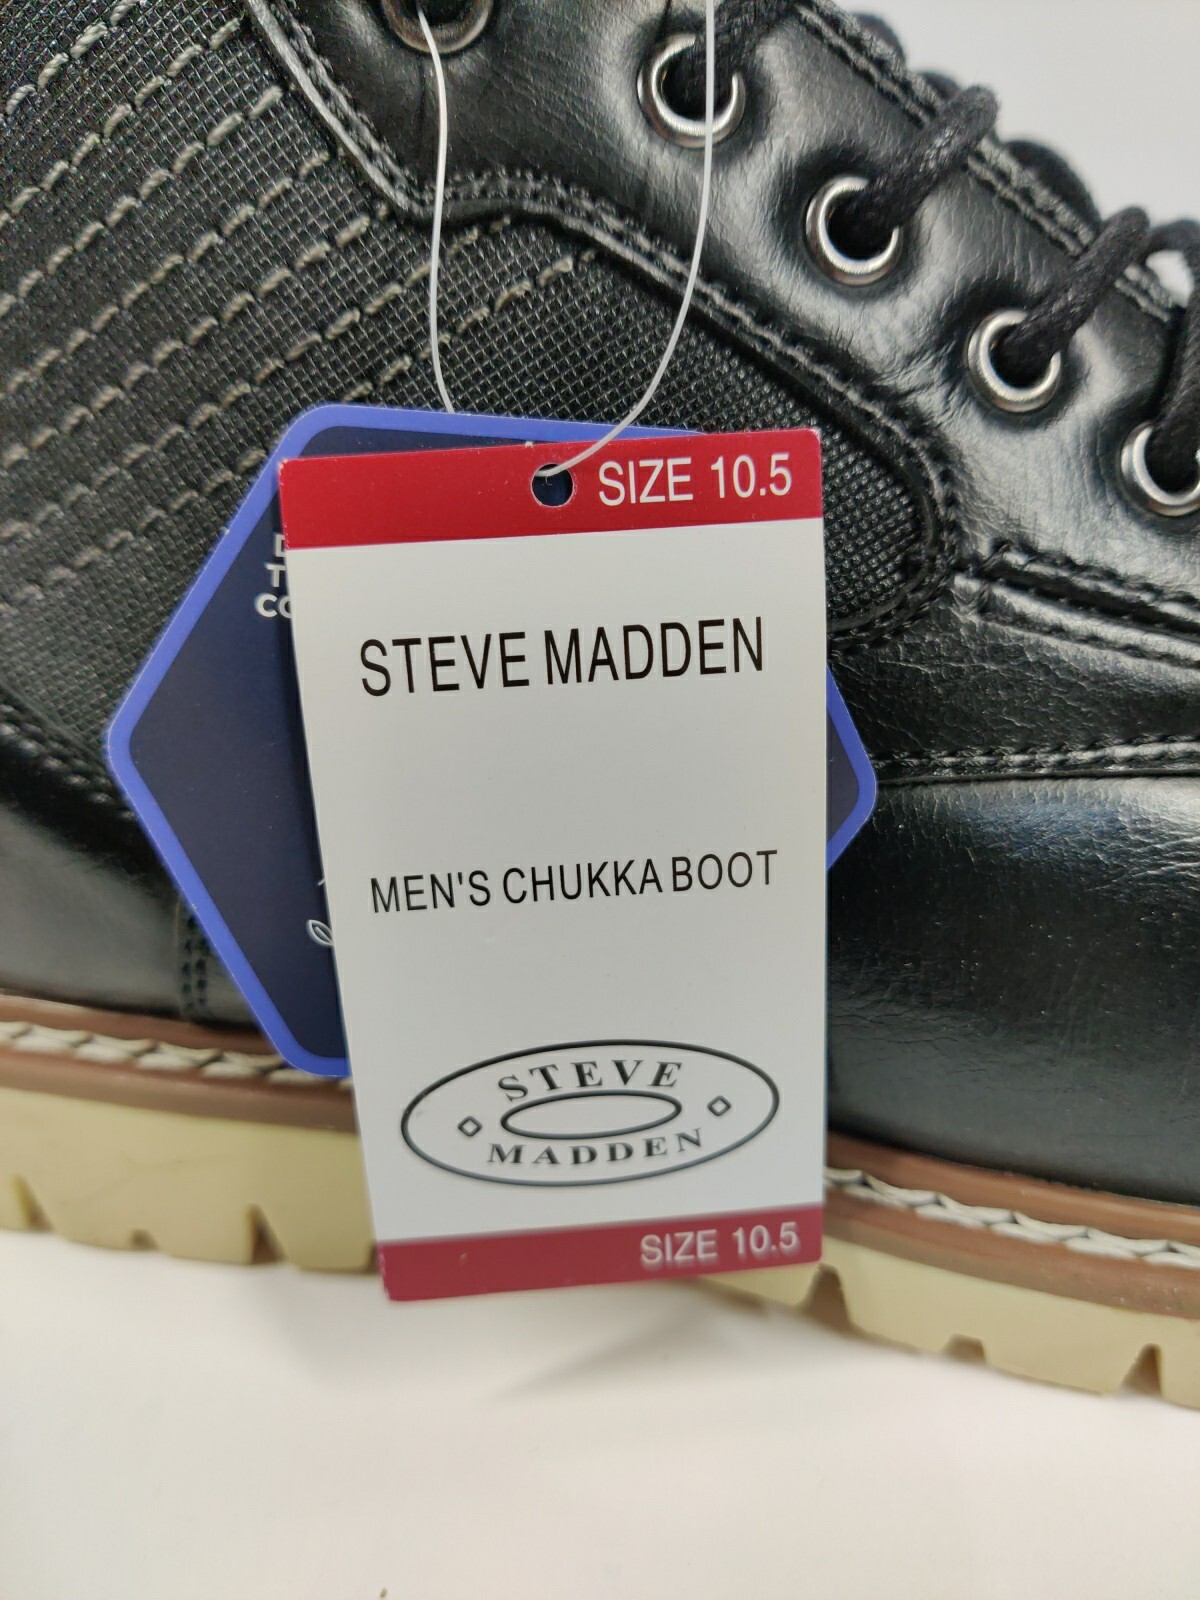 SIZE 10.5
STEVE MADDEN
MEN'S CHUKKA BOOT
STEVE
MADDEN
SIZE 10.5